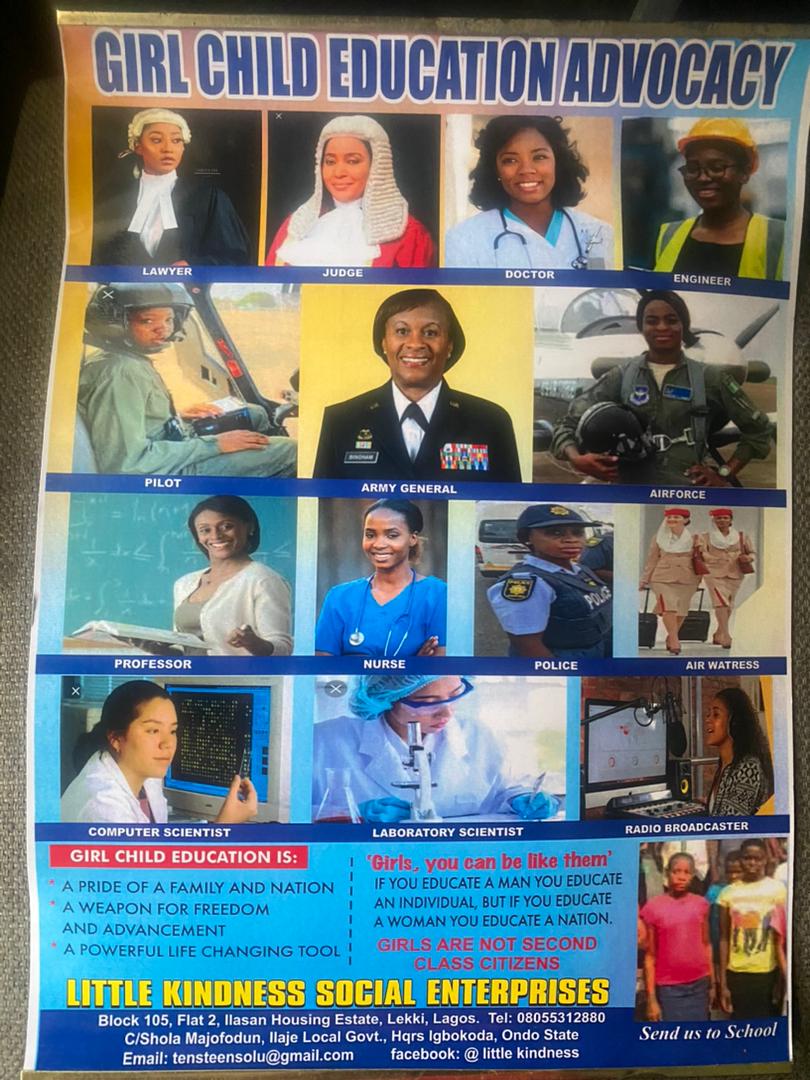 GIRL CHILD EDUCATION ADVOCACY
LAWYER
JUDGE
DOCTOR
ENGINEER
BINGHAM
PILOT
ARMY GENERAL
AIRFORCE
POLICE
POLICE
PROFESSOR
NURSE
POLICE
AIR WATRESS
COMPUTER SCIENTIST
LABORATORY SCIENTIST
RADIO BROADCASTER
GIRL CHILD EDUCATION IS:
* A PRIDE OF A FAMILY AND NATION
* A WEAPON FOR FREEDOM
AND ADVANCEMENT
* A POWERFUL LIFE CHANGING TOOL
'Girls, you can be like them'
IF YOU EDUCATE A MAN YOU EDUCATE
AN INDIVIDUAL, BUT IF YOU EDUCATE
A WOMAN YOU EDUCATE A NATION.
GIRLS ARE NOT SECOND
CLASS CITIZENS
LITTLE KINDNESS SOCIAL ENTERPRISES
Block 105, Flat 2, Ilasan Housing Estate, Lekki, Lagos. Tel: 08055312880
C/Shola Majofodun, Ilaje Local Govt., Hqrs Igbokoda, Ondo State
Email: tensteensolu@gmail.com facebook: @ little kindness
Send us to School